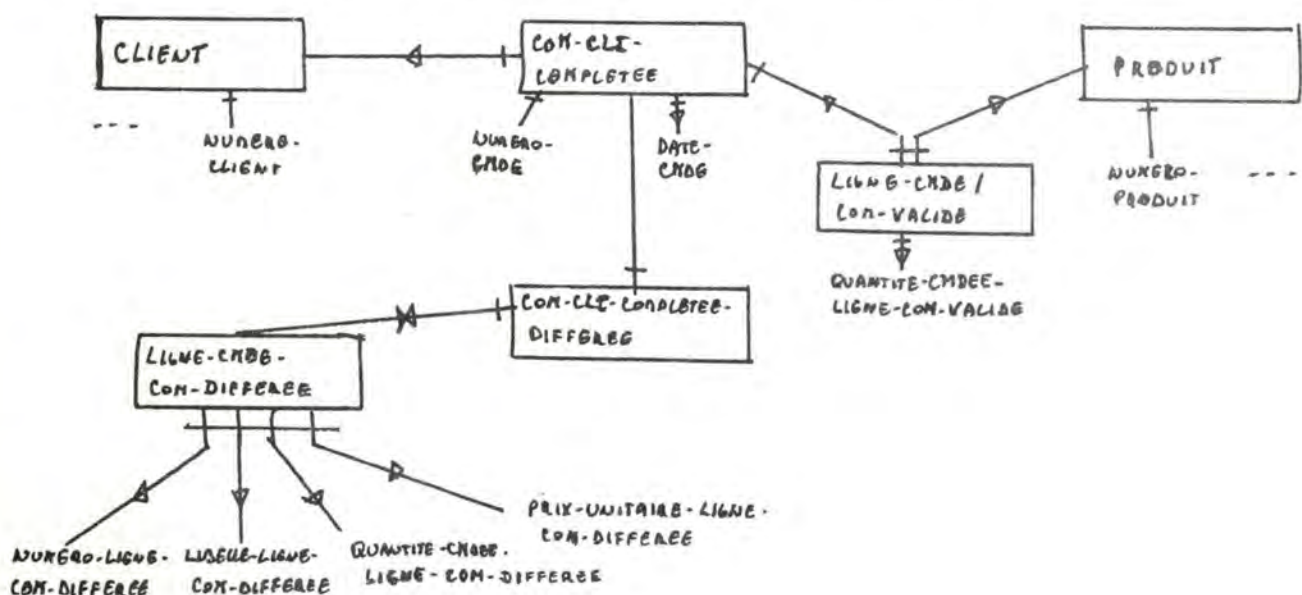 CLIENT
COM-CLI-
COMPLETEE
PRODUIT
---
NUMERO-
CLIENT
NUMERO-
CMDE
DATE-
CMDE
LIGNE-CMDE/
COM-VALIDE
NUMERO-
PRODUIT
---
QUANTITE-CMDEE-
LIGNE-COM-VALIDE
COM-CLI-COMPLETEE-
DIFFEREE
LIGNE-CMDE-
COM-DIFFEREE
PRIX-UNITAIRE-LIGNE-
COM-DIFFEREE
NUMERO-LIGNE-
COM-DIFFEREE
LIBELLE-LIGNE-
COM-DIFFEREE
QUANTITE-CMDEE-
LIGNE-COM-DIFFEREE